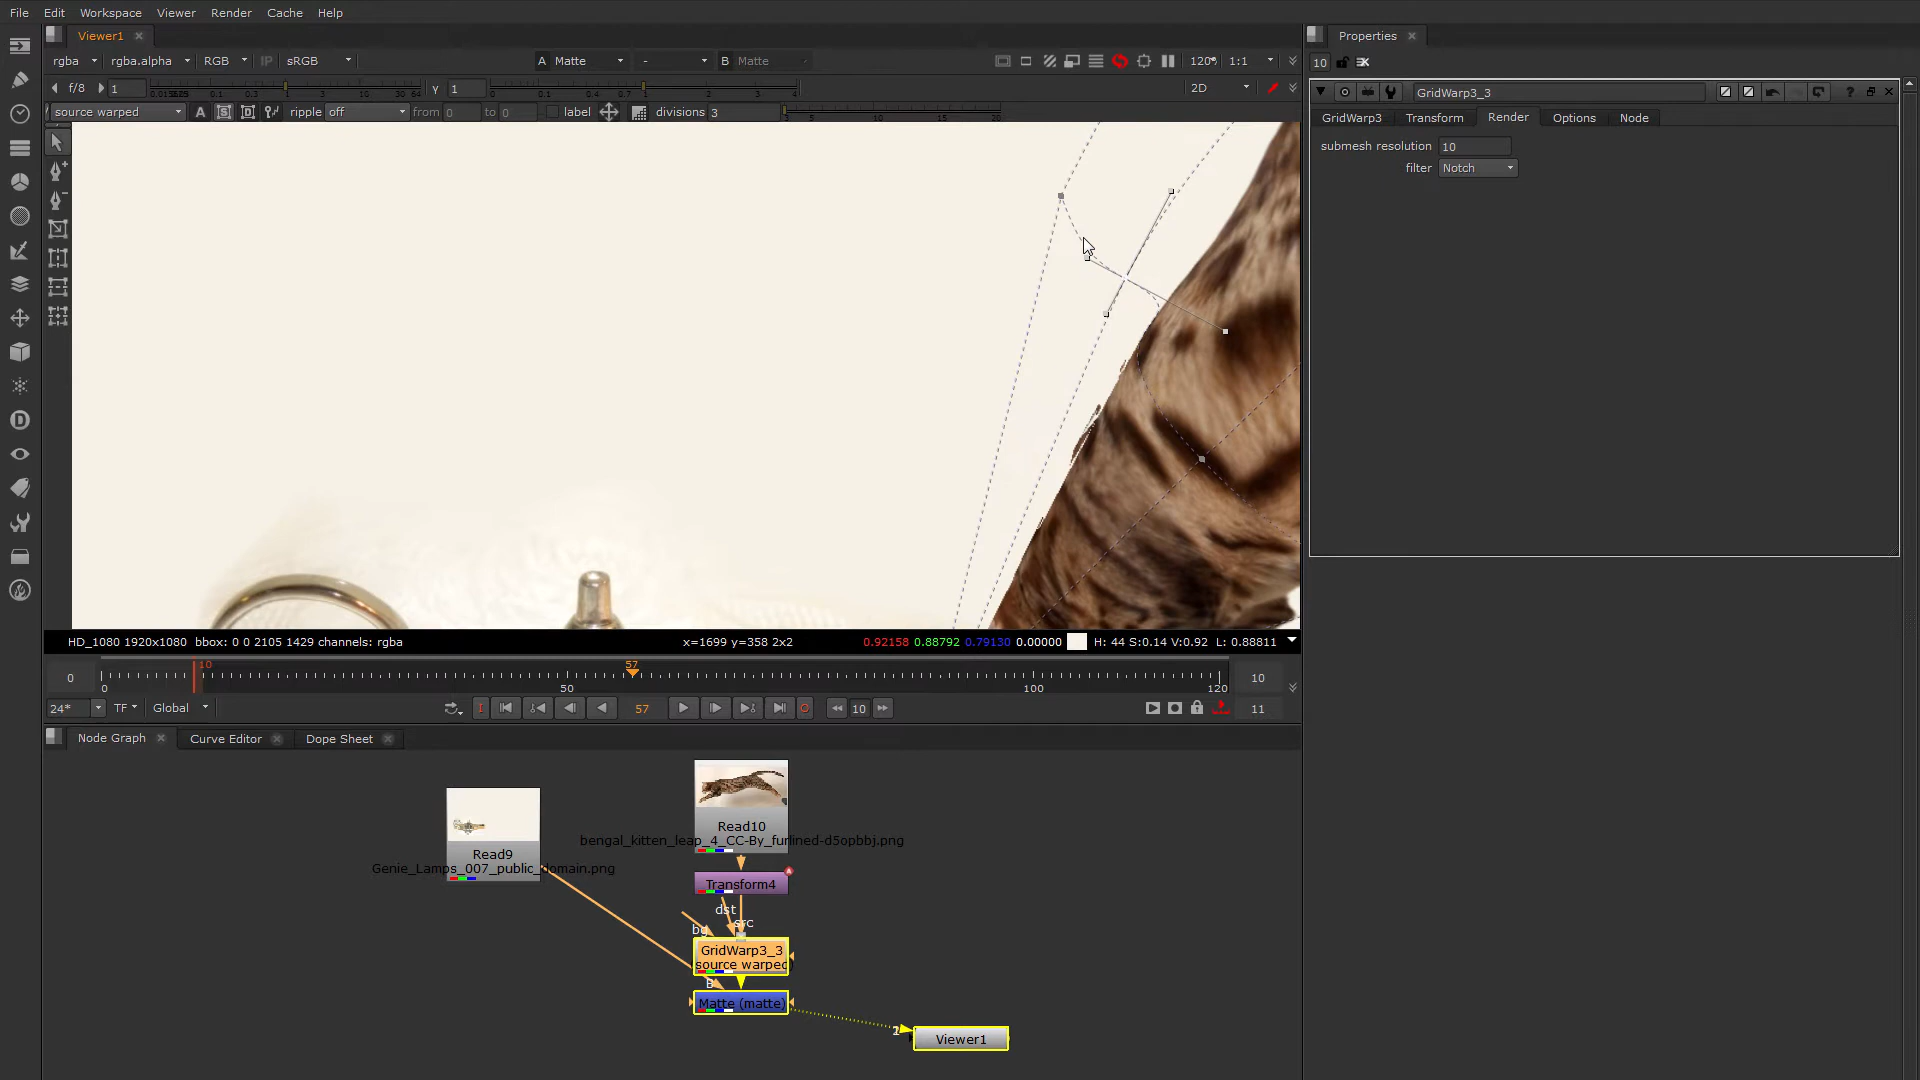 File Edit Workspace Viewer Render Cache Help
Viewer1
rgba rgba.alpha RGB IP sRGB A Matte - B Matte 120* 1:1
f/8 1 γ 1 2D
source warped A S D ripple off from 0 to 0 label divisions 3
HD_1080 1920x1080 bbox: 0 0 2105 1429 channels: rgba x=1699 y=358 2x2 0.92158 0.88792 0.79130 0.00000 H: 44 S:0.14 V:0.92 L: 0.88811
0 10 57 10
0 50 100 120
24* TF Global I 57 O 10 11
Node Graph Curve Editor Dope Sheet
Read9
Genie_Lamps_007_public_domain.png
Read10
bengal_kitten_leap_4_CC-By_furlined-d5opbbj.png
Transform4
dst
src
bg
GridWarp3_3
source warped
B
Matte (matte)
2
Viewer1
Properties
10
GridWarp3_3
GridWarp3 Transform Render Options Node
submesh resolution 10
filter Notch